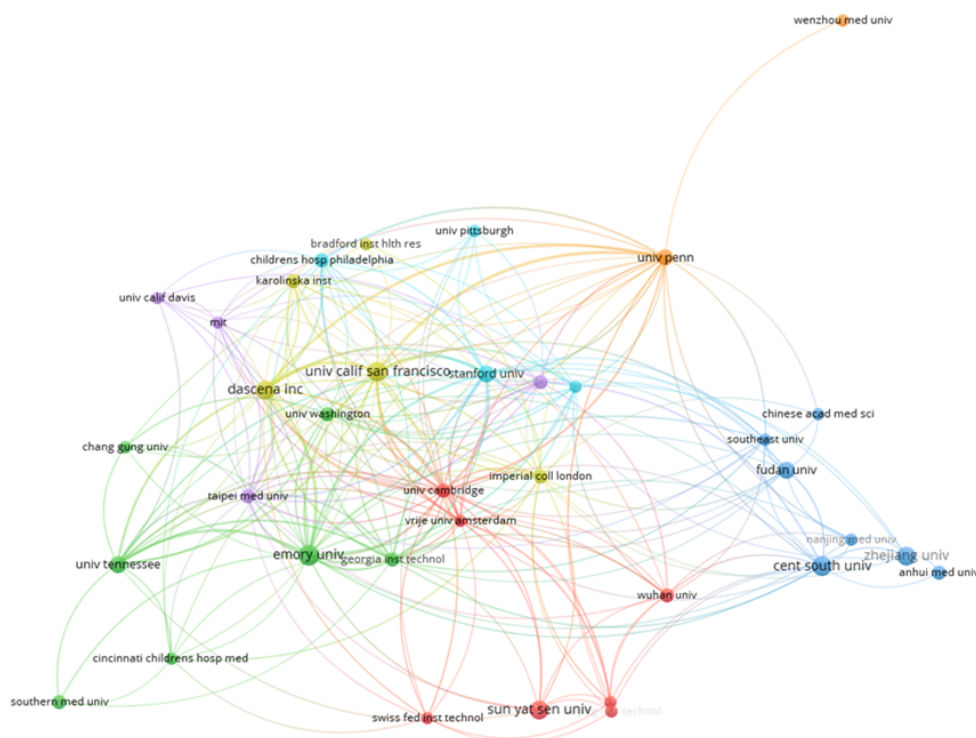 wenzhou med univ
univ pittsburgh
bradford inst hlth res
univ penn
childrens hosp philadelphia
karolinska inst
univ calif davis
mit
univ calif san francisco
stanford univ
dascena inc
univ washington
chinese acad med sci
southeast univ
chang gung univ
fudan univ
imperial coll london
univ cambridge
taipei med univ
vrije univ amsterdam
nanjing med univ
emory univ
zhejiang univ
georgia inst technol
univ tennessee
cent south univ
anhui med univ
wuhan univ
cincinnati childrens hosp med
southern med univ
sun yat sen univ
technol
swiss fed inst technol